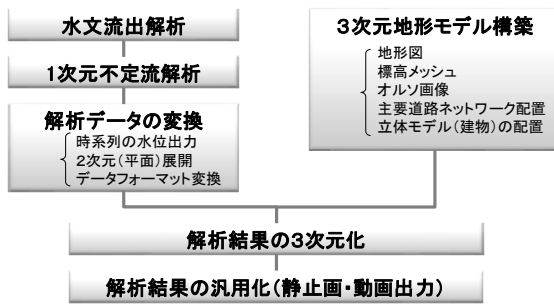 水文流出解析
1次元不定流解析
解析データの変換
時系列の水位出力
2次元（平面）展開
データフォーマット変換
3次元地形モデル構築
地形図
標高メッシュ
オルソ画像
主要道路ネットワーク配置
立体モデル（建物）の配置
解析結果の3次元化
解析結果の汎用化（静止画・動画出力）